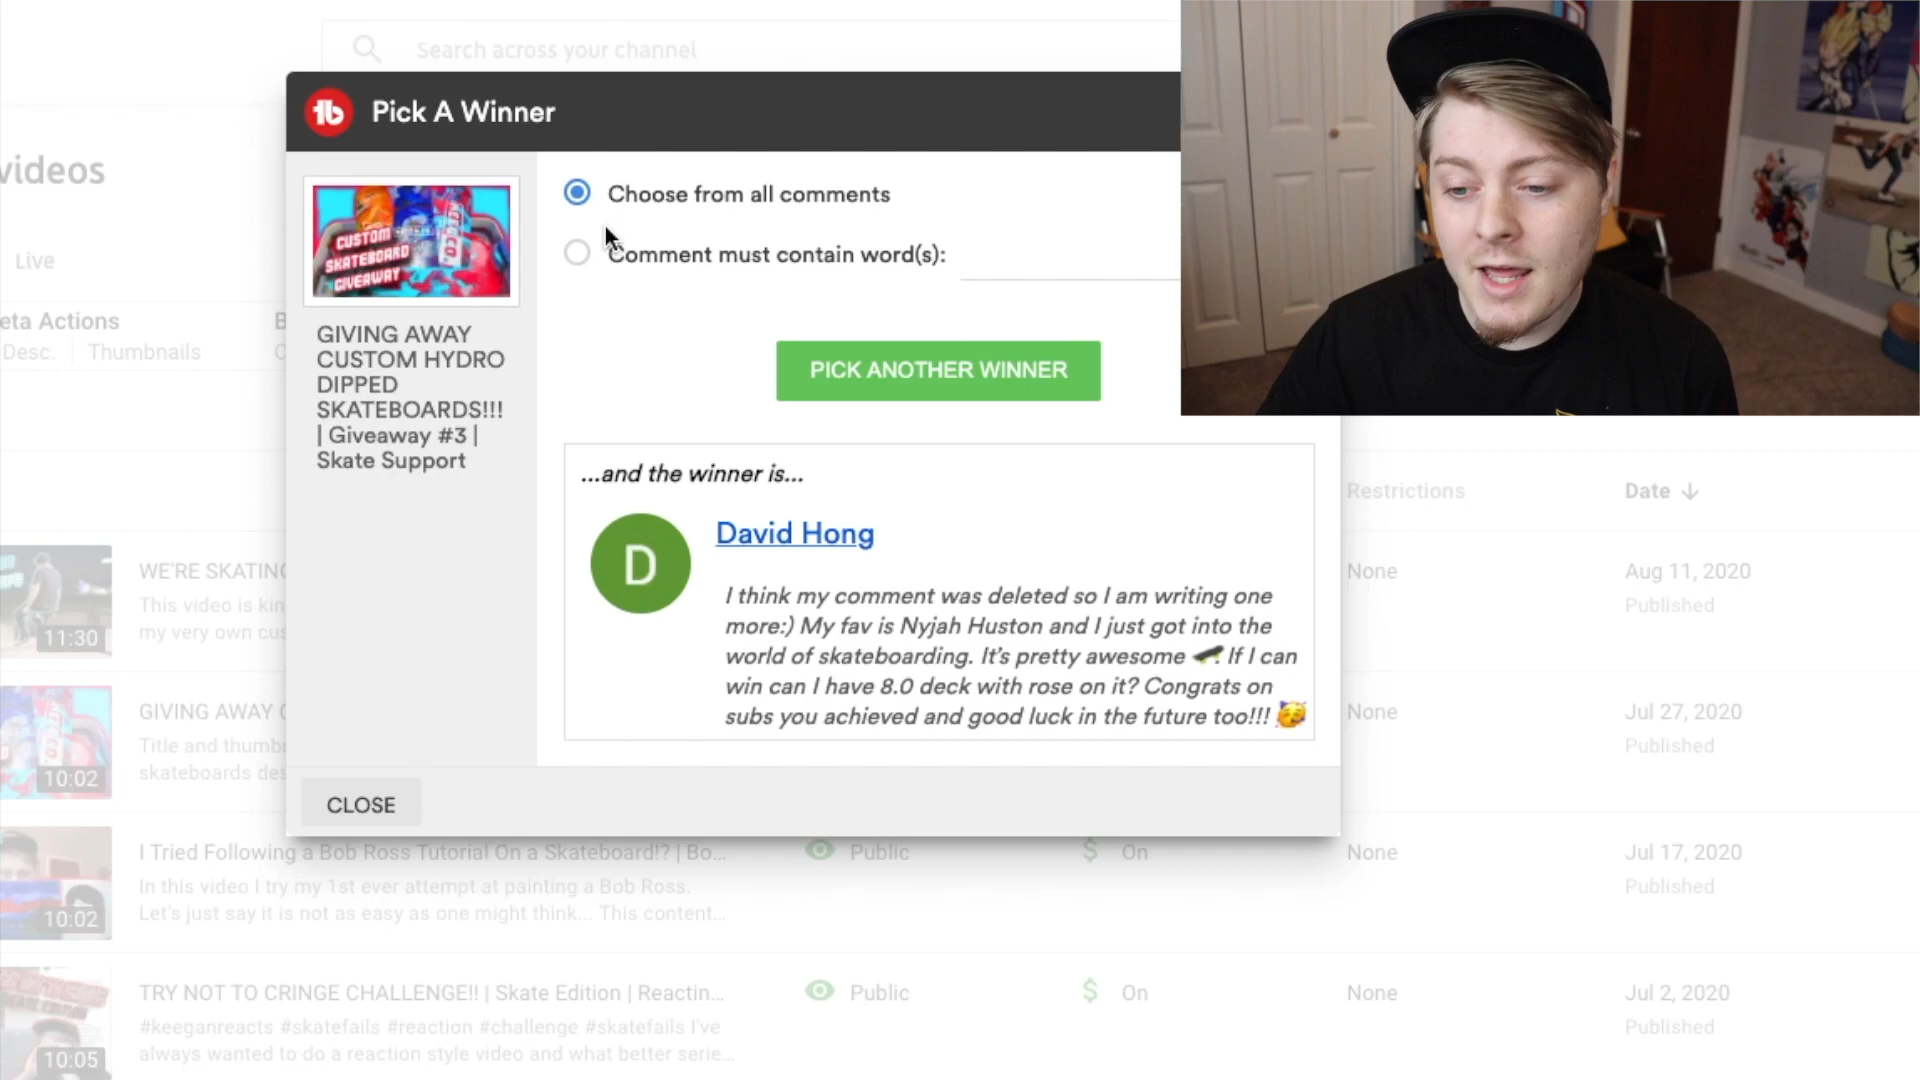 Search across your channel
tb Pick A Winner
videos
Choose from all comments
Comment must contain word(s):
CUSTOM
SKATEBOARD
GIVEAWAY
Live
eta Actions
Desc.
Thumbnails
GIVING AWAY
CUSTOM HYDRO
DIPPED
SKATEBOARDS!!!
| Giveaway #3 |
Skate Support
PICK ANOTHER WINNER
...and the winner is...
David Hong
D
I think my comment was deleted so I am writing one
more:) My fav is Nyjah Huston and I just got into the
world of skateboarding. It's pretty awesome 🛹! If I can
win can I have 8.0 deck with rose on it? Congrats on
subs you achieved and good luck in the future too!!! 🥳
CLOSE
Restrictions Date ↓
WE'RE SKATING
This video is kin
my very own cus
11:30
None
Aug 11, 2020
Published
GIVING AWAY C
Title and thumb
skateboards des
10:02
None
Jul 27, 2020
Published
I Tried Following a Bob Ross Tutorial On a Skateboard!? | Bo...
In this video I try my 1st ever attempt at painting a Bob Ross.
Let's just say it is not as easy as one might think... This content...
10:02
Public
$ On
None
Jul 17, 2020
Published
TRY NOT TO CRINGE CHALLENGE!! | Skate Edition | Reactin...
#keeganreacts #skatefails #reaction #challenge #skatefails I've
always wanted to do a reaction style video and what better serie...
10:05
Public
$ On
None
Jul 2, 2020
Published